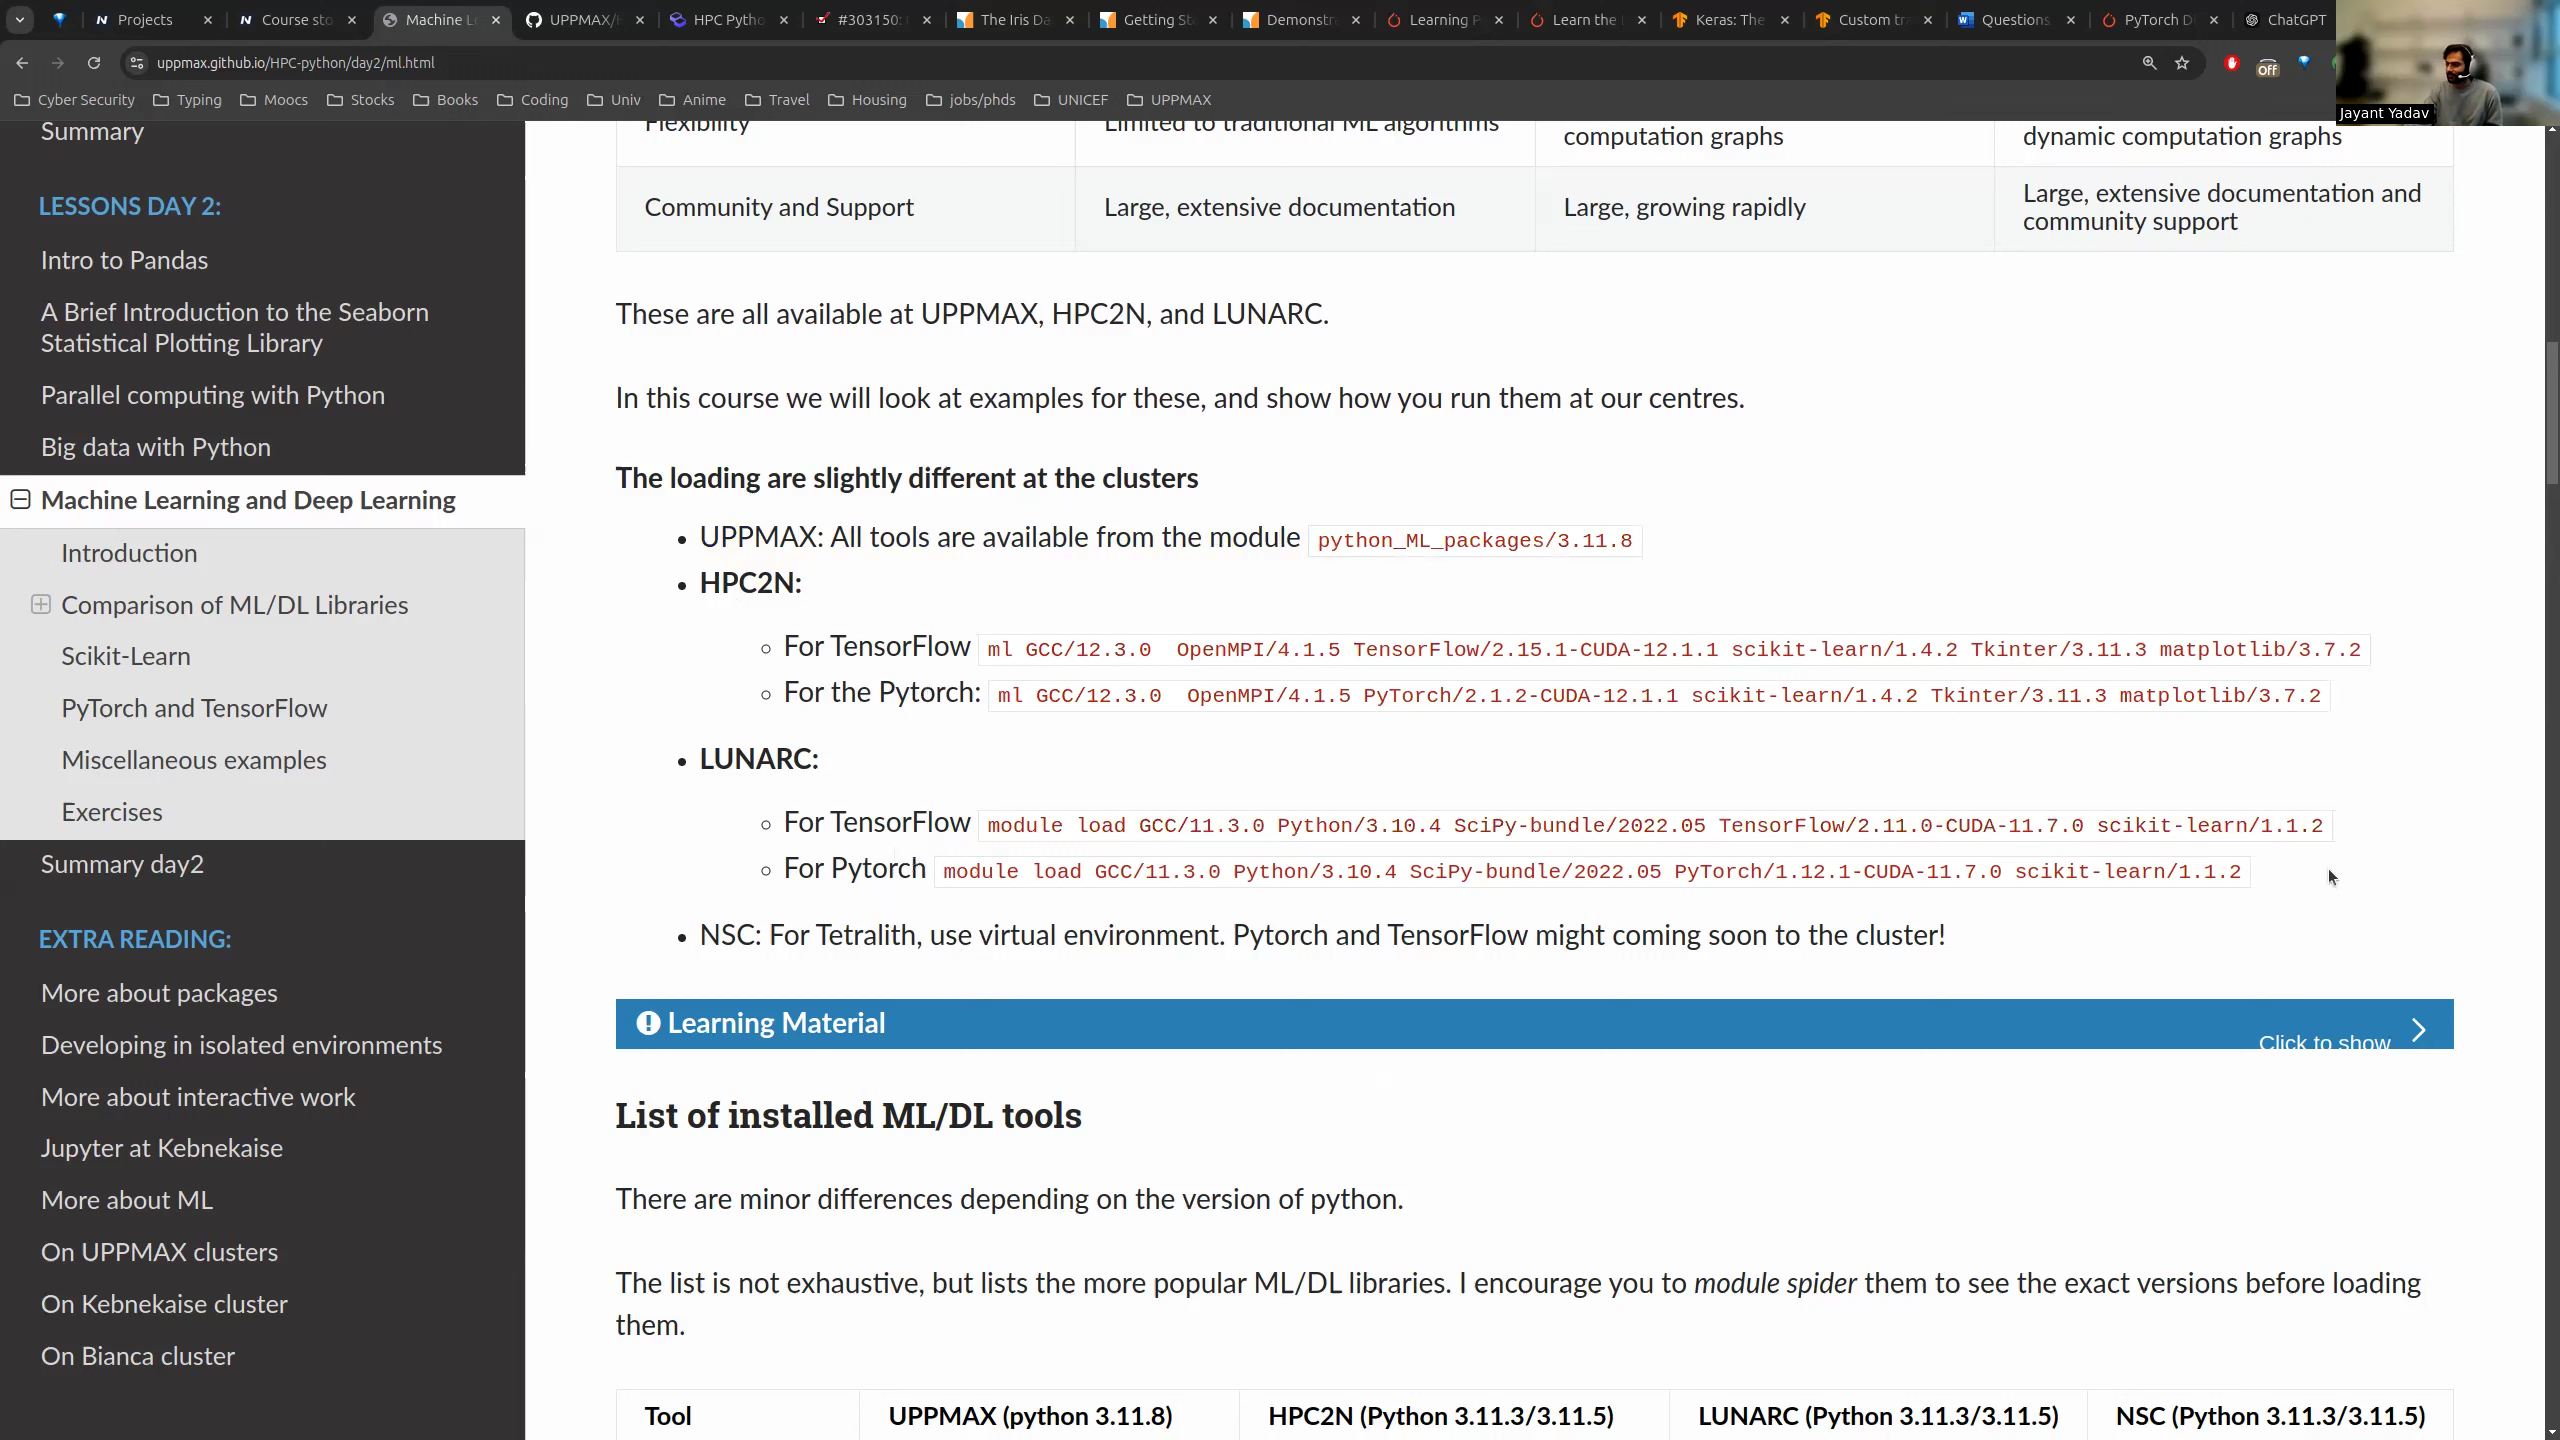 Projects
Course sto
Machine Le
UPPMAX/H
HPC Pytho
#303150:
The Iris Da
Getting St
Demonstra
Learning P
Learn the
Keras: The
Custom tra
Questions
PyTorch D
ChatGPT
uppmax.github.io/HPC-python/day2/ml.html
Off
Cyber Security
Typing
Moocs
Stocks
Books
Coding
Univ
Anime
Travel
Housing
jobs/phds
UNICEF
UPPMAX
Jayant Yadav
Summary
LESSONS DAY 2:
Intro to Pandas
A Brief Introduction to the Seaborn
Statistical Plotting Library
Parallel computing with Python
Big data with Python
Machine Learning and Deep Learning
Introduction
Comparison of ML/DL Libraries
Scikit-Learn
PyTorch and TensorFlow
Miscellaneous examples
Exercises
Summary day2
EXTRA READING:
More about packages
Developing in isolated environments
More about interactive work
Jupyter at Kebnekaise
More about ML
On UPPMAX clusters
On Kebnekaise cluster
On Bianca cluster
Flexibility
Limited to traditional ML algorithms
computation graphs
dynamic computation graphs
Community and Support
Large, extensive documentation
Large, growing rapidly
Large, extensive documentation and
community support
These are all available at UPPMAX, HPC2N, and LUNARC.
In this course we will look at examples for these, and show how you run them at our centres.
The loading are slightly different at the clusters
• UPPMAX: All tools are available from the module python_ML_packages/3.11.8
• HPC2N:
◦ For TensorFlow ml GCC/12.3.0  OpenMPI/4.1.5 TensorFlow/2.15.1-CUDA-12.1.1 scikit-learn/1.4.2 Tkinter/3.11.3 matplotlib/3.7.2
◦ For the Pytorch: ml GCC/12.3.0  OpenMPI/4.1.5 PyTorch/2.1.2-CUDA-12.1.1 scikit-learn/1.4.2 Tkinter/3.11.3 matplotlib/3.7.2
• LUNARC:
◦ For TensorFlow module load GCC/11.3.0 Python/3.10.4 SciPy-bundle/2022.05 TensorFlow/2.11.0-CUDA-11.7.0 scikit-learn/1.1.2
◦ For Pytorch module load GCC/11.3.0 Python/3.10.4 SciPy-bundle/2022.05 PyTorch/1.12.1-CUDA-11.7.0 scikit-learn/1.1.2
• NSC: For Tetralith, use virtual environment. Pytorch and TensorFlow might coming soon to the cluster!
Learning Material
Click to show
List of installed ML/DL tools
There are minor differences depending on the version of python.
The list is not exhaustive, but lists the more popular ML/DL libraries. I encourage you to module spider them to see the exact versions before loading
them.
Tool
UPPMAX (python 3.11.8)
HPC2N (Python 3.11.3/3.11.5)
LUNARC (Python 3.11.3/3.11.5)
NSC (Python 3.11.3/3.11.5)